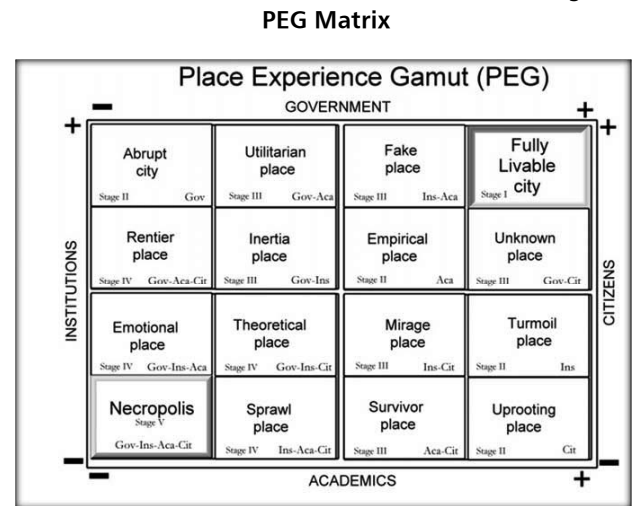 PEG Matrix
Place Experience Gamut (PEG)
GOVERNMENT
Abrupt
city
Stage II Gov
Utilitarian
place
Stage III Gov-Aca
Fake
place
Stage III Ins-Aca
Fully
Livable
city
Stage I
Rentier
place
Stage IV Gov-Aca-Cit
Inertia
place
Stage III Gov-Ins
Empirical
place
Stage II Aca
Unknown
place
Stage III Gov-Cit
INSTITUTIONS
CITIZENS
Emotional
place
Stage IV Gov-Ins-Aca
Theoretical
place
Stage IV Gov-Ins-Cit
Mirage
place
Stage III Ins-Cit
Turmoil
place
Stage II Ins
Necropolis
Stage V
Gov-Ins-Aca-Cit
Sprawl
place
Stage IV Ins-Aca-Cit
Survivor
place
Stage III Aca-Cit
Uprooting
place
Stage II Cit
ACADEMICS